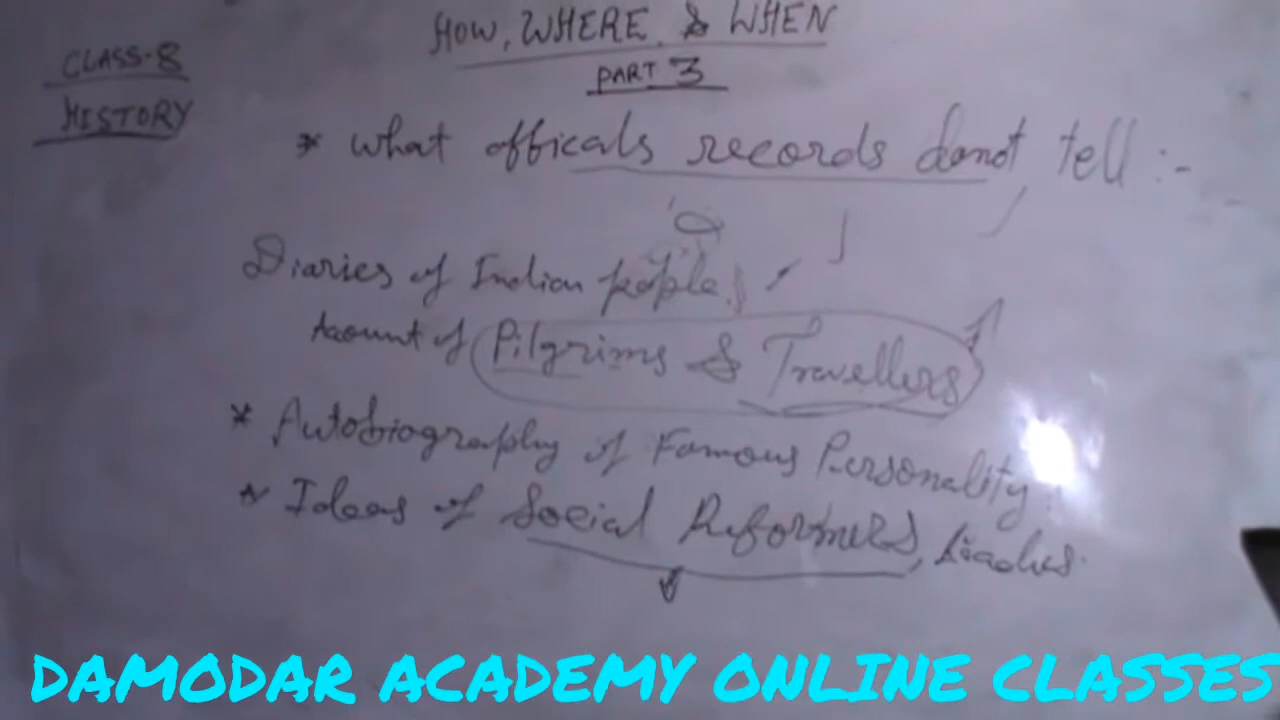 HOW, WHERE & WHEN
CLASS-8
PART 3
HISTORY
* What officals records donot tell :-
Diaries of Indian people.
Account of Pilgrims & Travellers
* Autobiography of Famous Personality.
* Ideas of Social Reformers,
DAMODAR ACADEMY ONLINE CLASSES